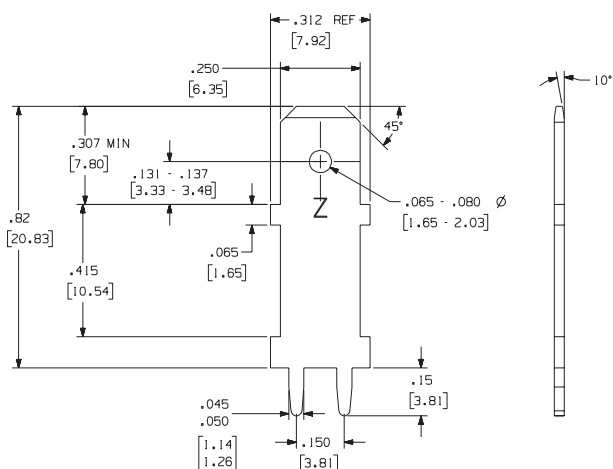 .312 REF
[7.92]
.250
[6.35]
10°
45°
.307 MIN
[7.80]
.131 - .137
[3.33 - 3.48]
.065 - .080 Ø
[1.65 - 2.03]
Z
.82
[20.83]
.065
[1.65]
.415
[10.54]
.15
[3.81]
.045
.050
[1.14
1.26]
.150
[3.81]